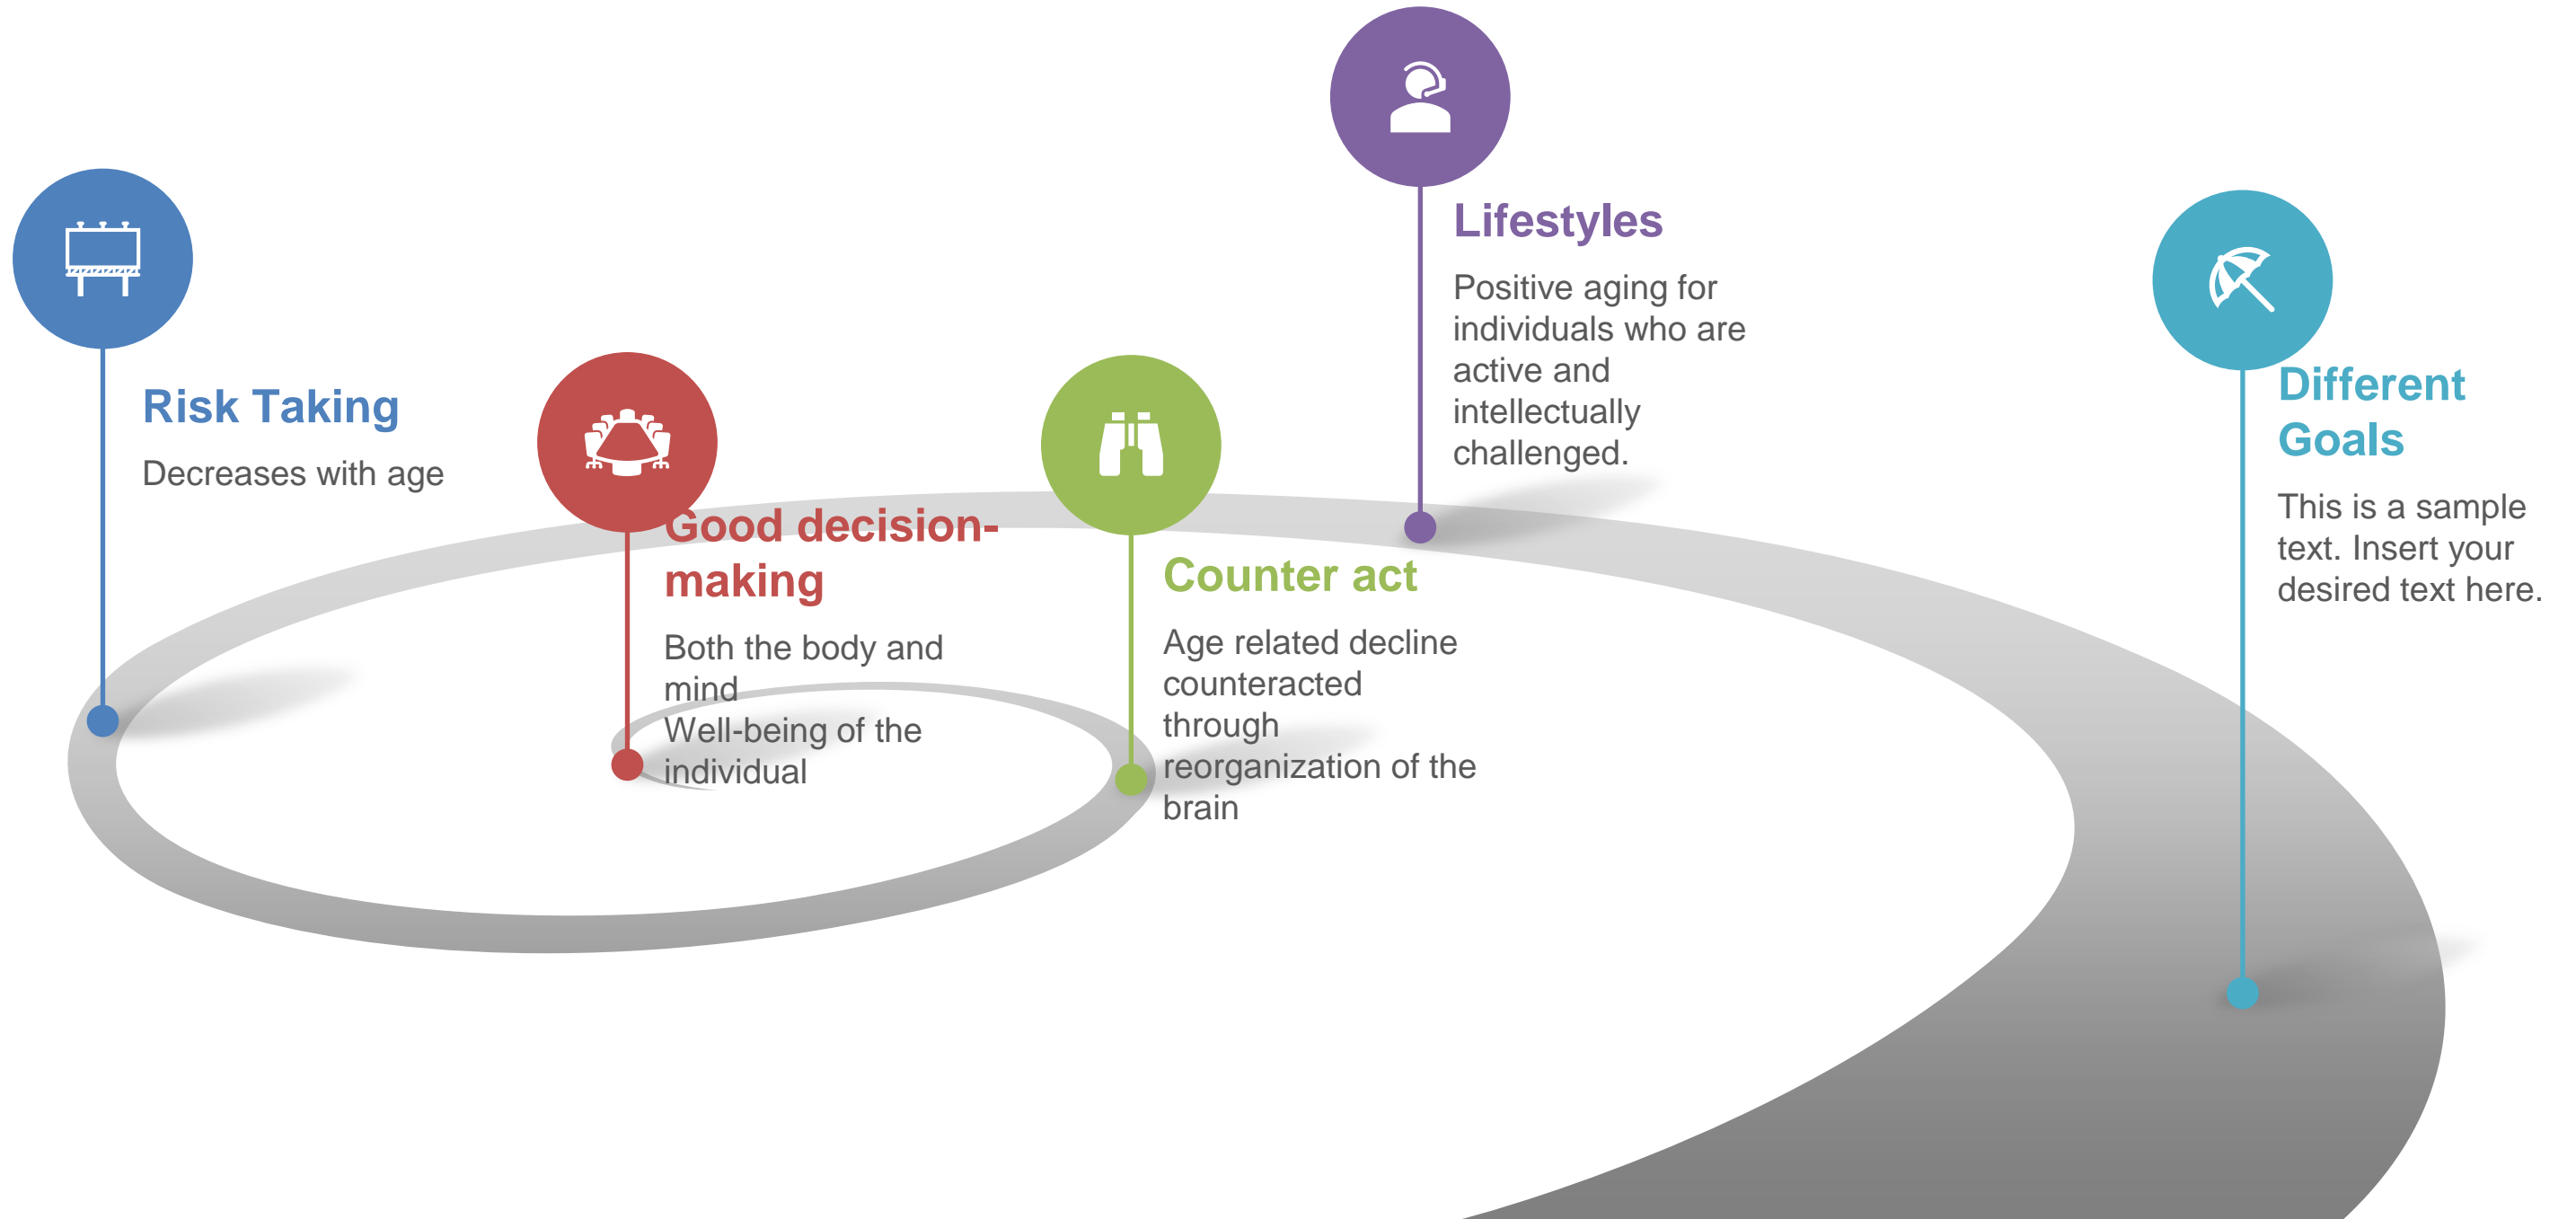 Risk Taking
Decreases with age
Good decision-
making
Both the body and
mind
Well-being of the
individual
Counter act
Age related decline
counteracted
through
reorganization of the
brain
Lifestyles
Positive aging for
individuals who are
active and
intellectually
challenged.
Different
Goals
This is a sample
text. Insert your
desired text here.